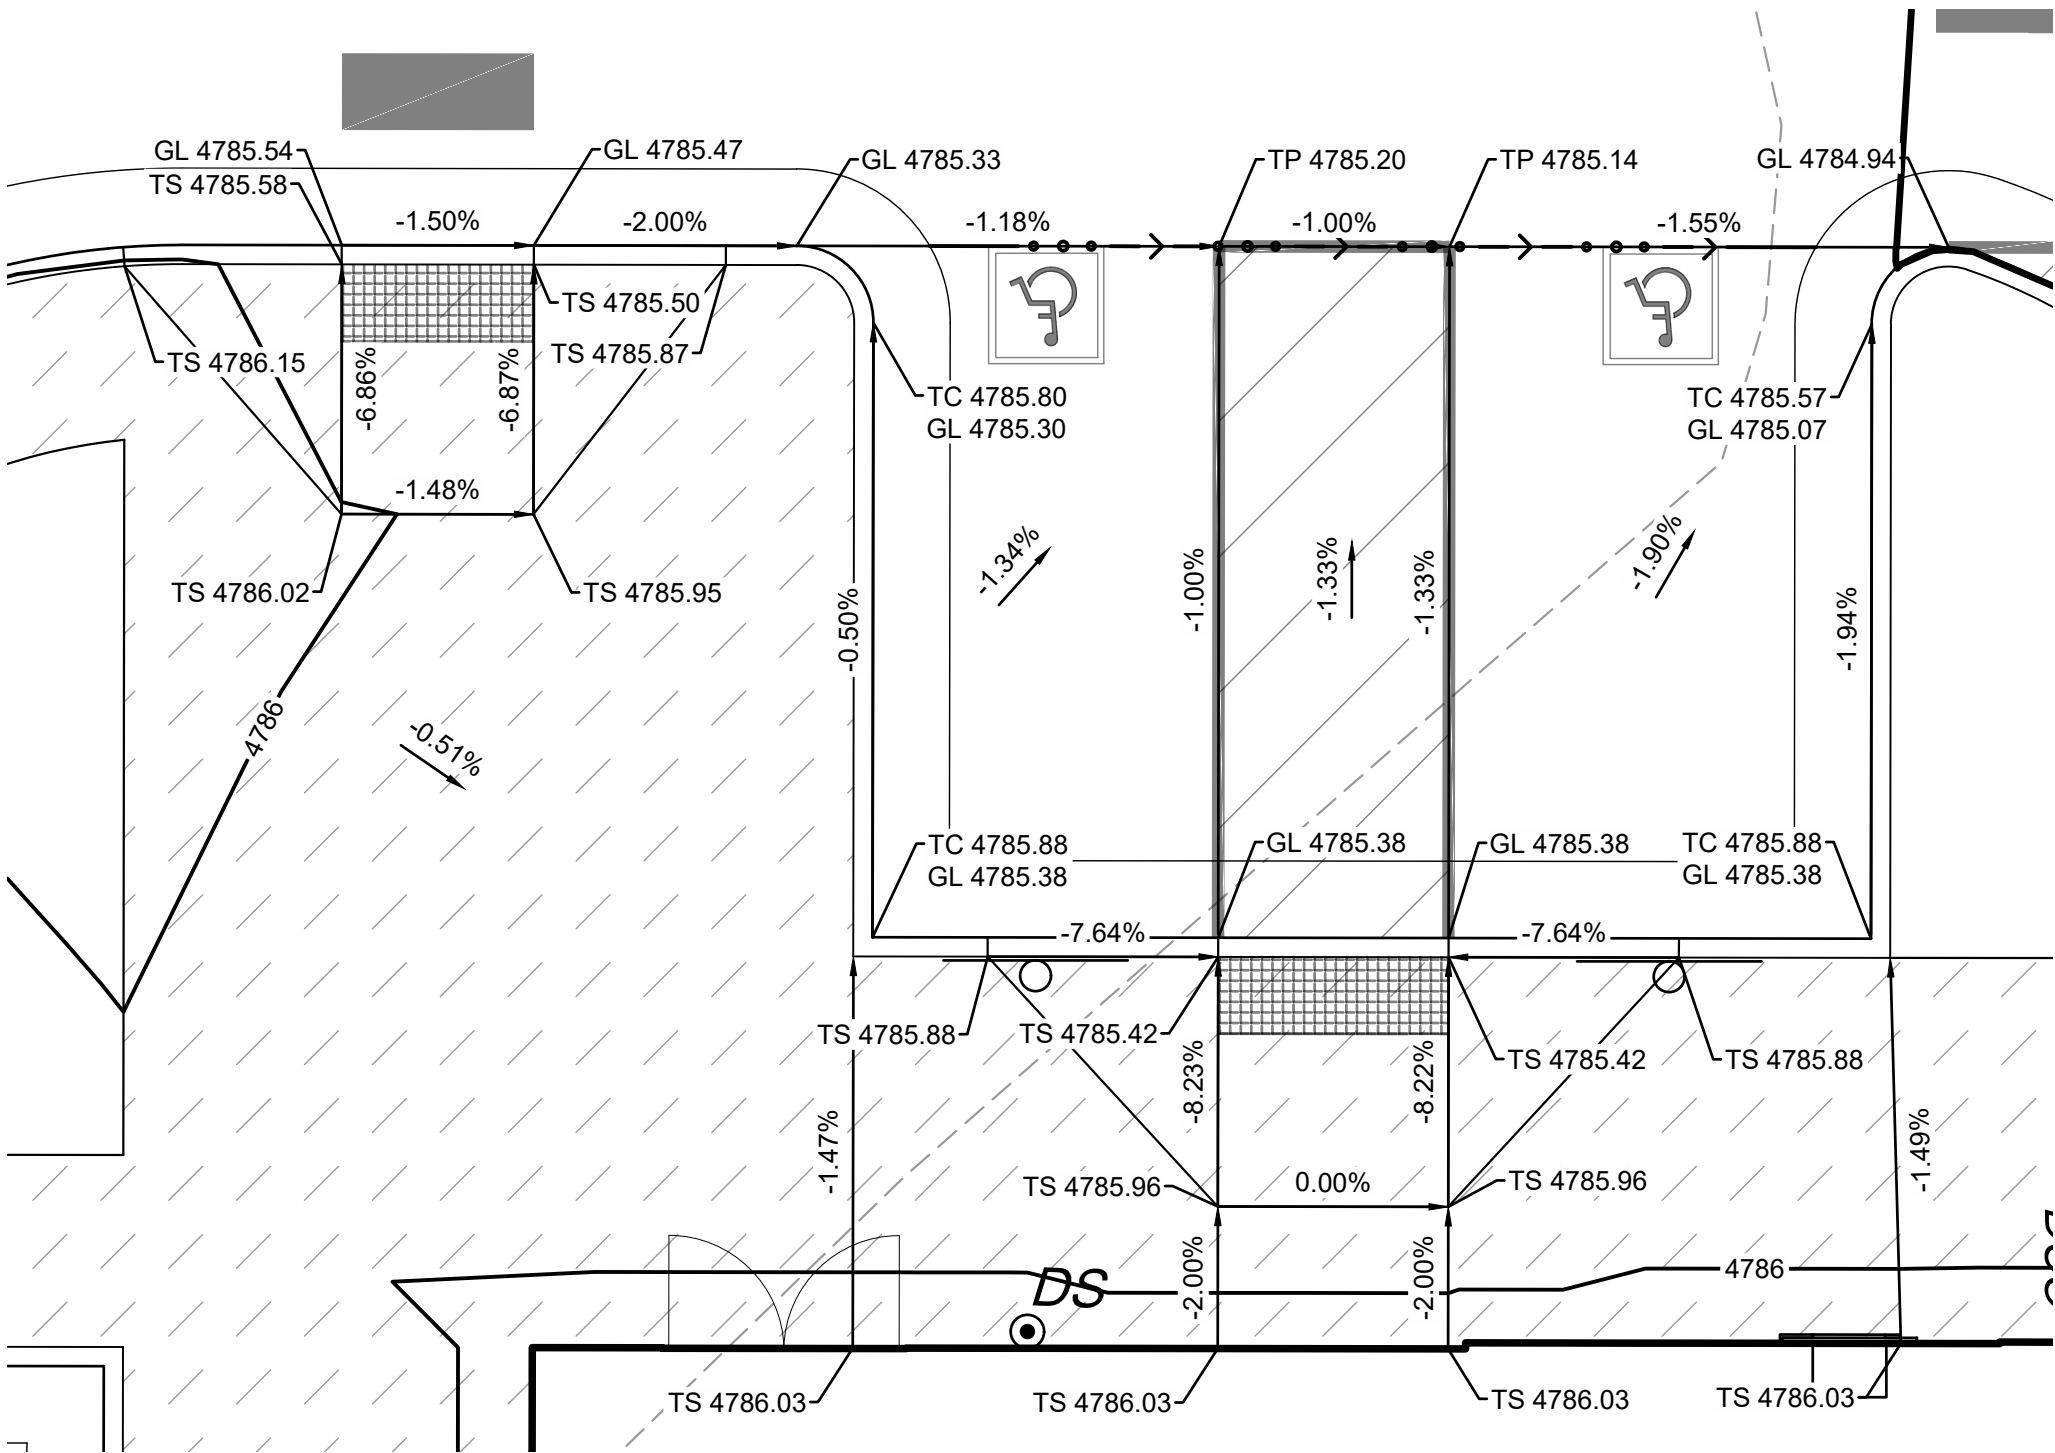 GL 4785.54
GL 4785.47
GL 4785.33
TP 4785.20
TP 4785.14
GL 4784.94
TS 4785.58
-1.50%
-2.00%
-1.18%
-1.00%
-1.55%
TS 4785.50
TS 4785.87
TS 4786.15
-6.86%
-6.87%
TC 4785.80
GL 4785.30
TC 4785.57
GL 4785.07
-1.48%
TS 4786.02
TS 4785.95
-0.50%
-1.34%
-1.00%
-1.33%
-1.33%
-1.90%
-1.94%
4786
-0.51%
TC 4785.88
GL 4785.38
GL 4785.38
GL 4785.38
TC 4785.88
GL 4785.38
-7.64%
-7.64%
TS 4785.88
TS 4785.42
TS 4785.42
TS 4785.88
-8.23%
-8.22%
-1.47%
-1.49%
TS 4785.96
0.00%
TS 4785.96
-2.00%
-2.00%
4786
DS
TS 4786.03
TS 4786.03
TS 4786.03
TS 4786.03